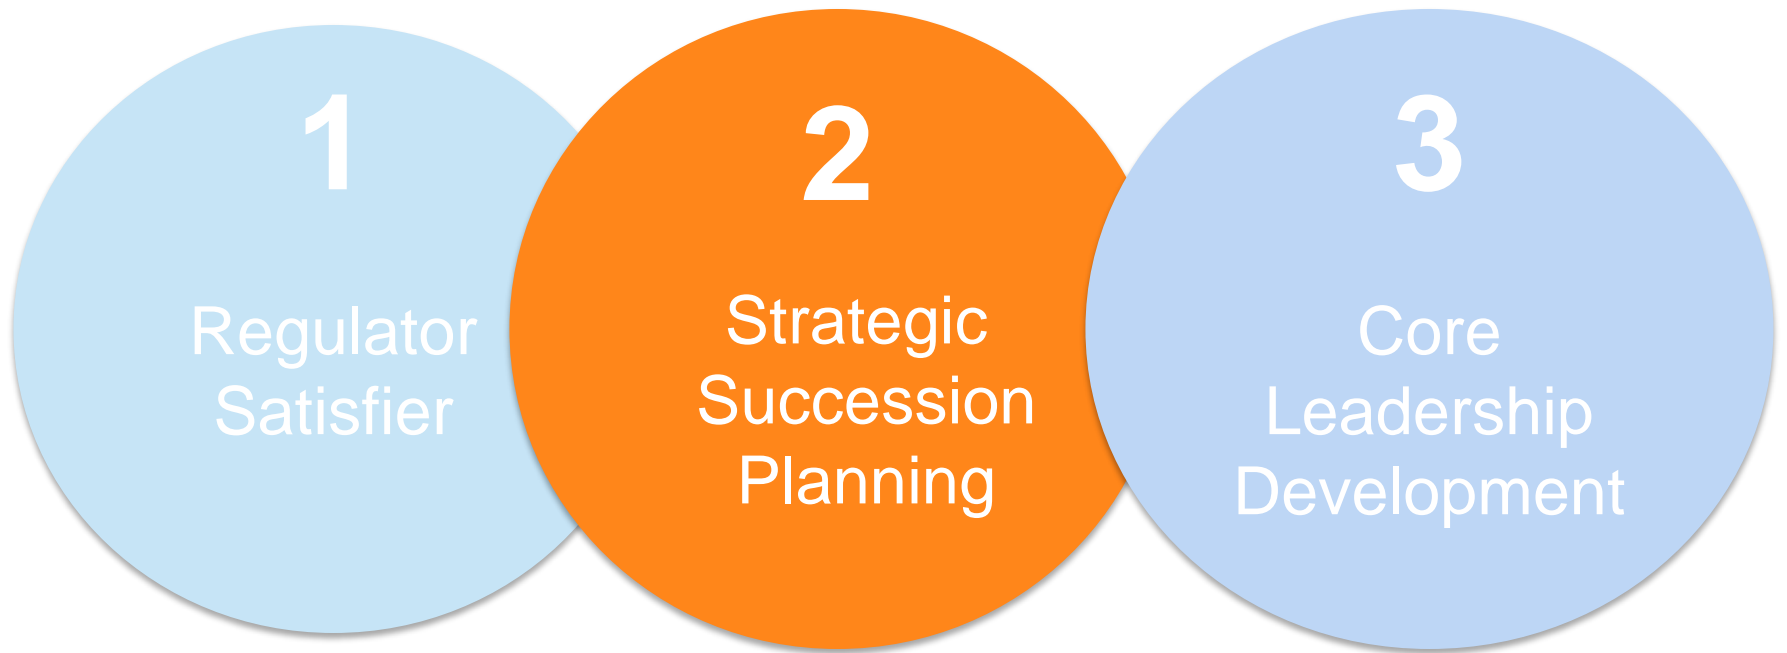 1
Regulator
Satisfier
2
Strategic
Succession
Planning
3
Core
Leadership
Development